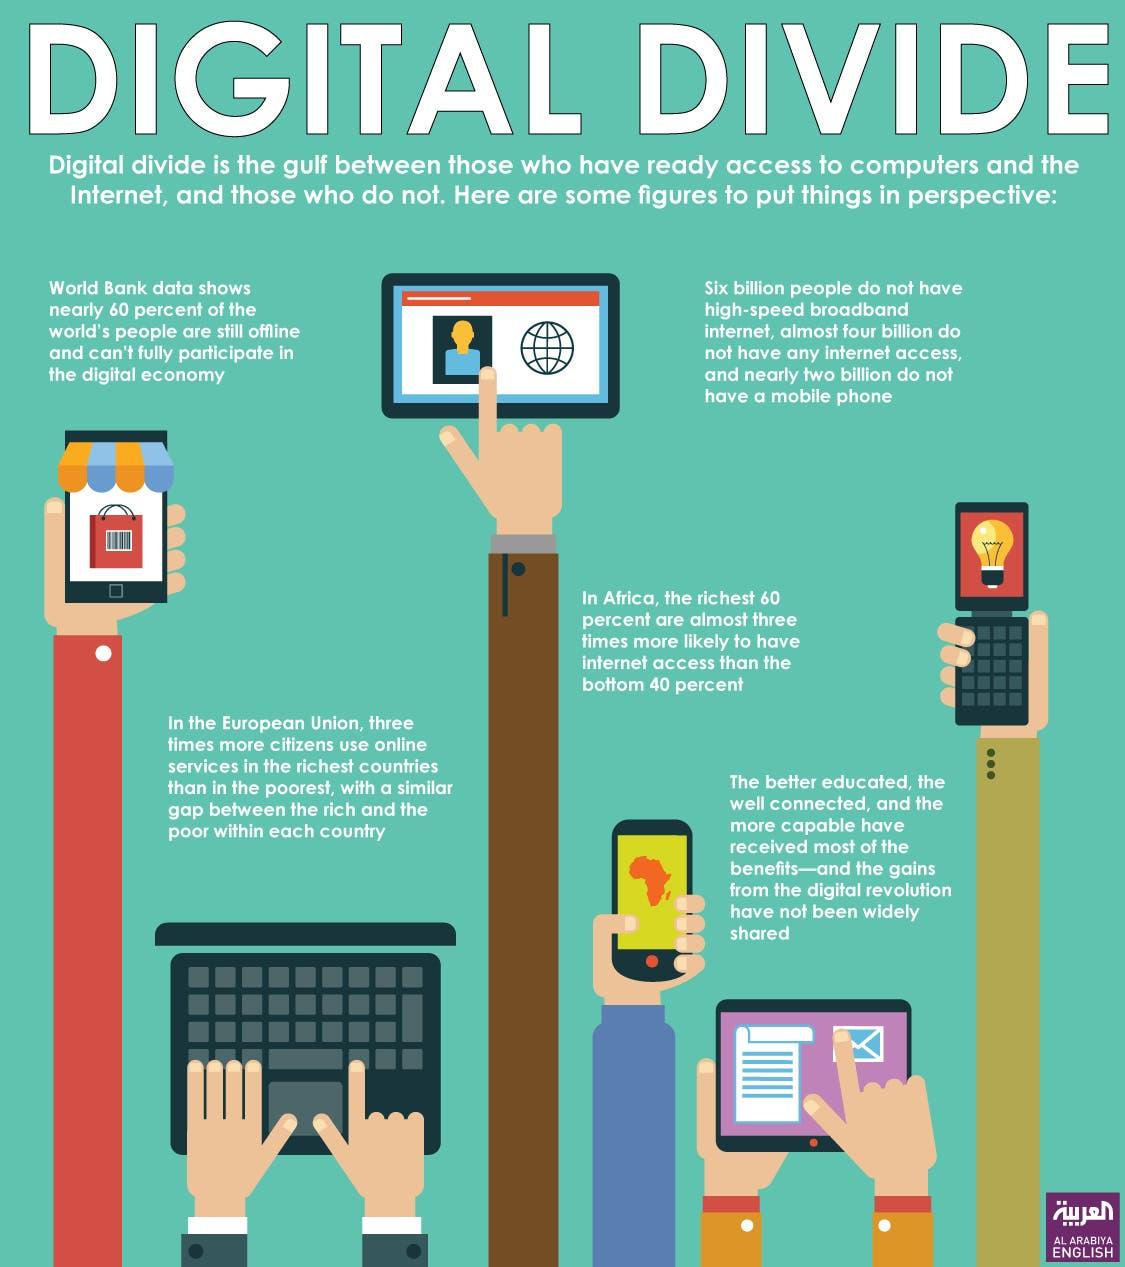 DIGITAL DIVIDE
Digital divide is the gulf between those who have ready access to computers and the
Internet, and those who do not. Here are some figures to put things in perspective:
World Bank data shows
nearly 60 percent of the
world's people are still offline
and can't fully participate in
the digital economy
Six billion people do not have
high-speed broadband
internet, almost four billion do
not have any internet access,
and nearly two billion do not
have a mobile phone
In Africa, the richest 60
percent are almost three
times more likely to have
internet access than the
bottom 40 percent
In the European Union, three
times more citizens use online
services in the richest countries
than in the poorest, with a similar
gap between the rich and the
poor within each country
The better educated, the
well connected, and the
more capable have
received most of the
benefits—and the gains
from the digital revolution
have not been widely
shared
العربية
AL ARABIYA
ENGLISH